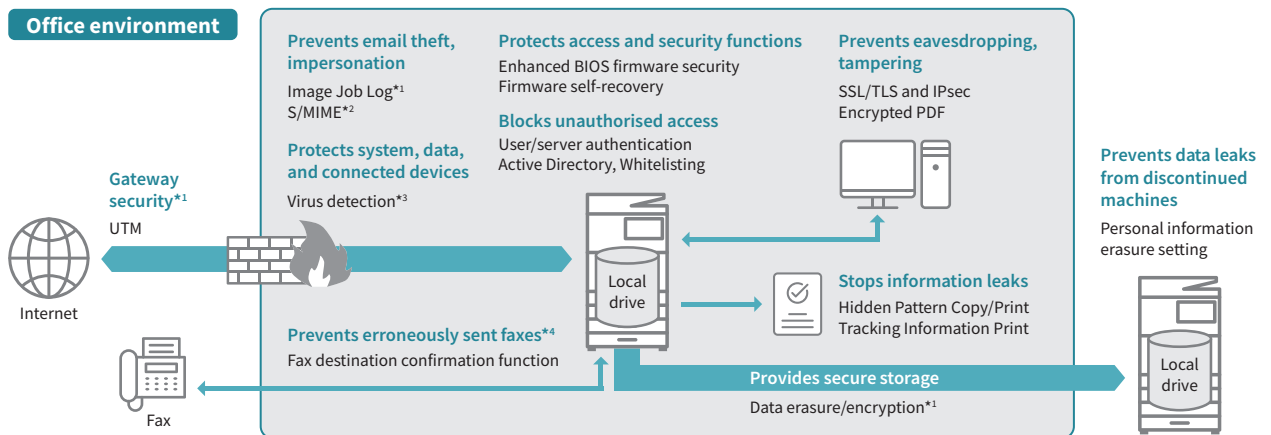 Office environment
Prevents email theft,
impersonation
Image Job Log*1
S/MIME*2
Protects system, data,
and connected devices
Virus detection*3
Protects access and security functions
Enhanced BIOS firmware security
Firmware self-recovery
Blocks unauthorised access
User/server authentication
Active Directory, Whitelisting
Prevents eavesdropping,
tampering
SSL/TLS and IPsec
Encrypted PDF
Gateway
security*1
UTM
Internet
Local
drive
Stops information leaks
Hidden Pattern Copy/Print
Tracking Information Print
Prevents data leaks
from discontinued
machines
Personal information
erasure setting
Local
drive
Prevents erroneously sent faxes*4
Fax destination confirmation function
Fax
Provides secure storage
Data erasure/encryption*1